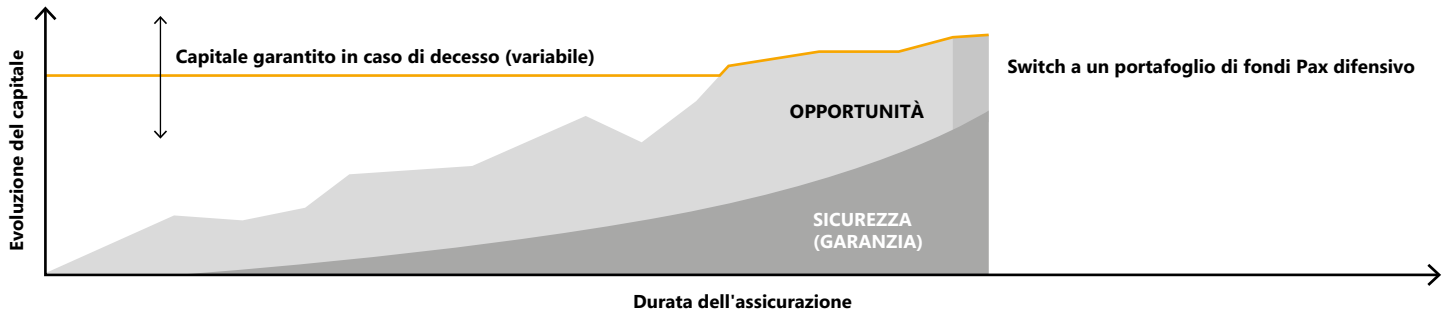 Evoluzione del capitale
Capitale garantito in caso di decesso (variabile)
Switch a un portafoglio di fondi Pax difensivo
OPPORTUNITÀ
SICUREZZA
(GARANZIA)
Durata dell'assicurazione